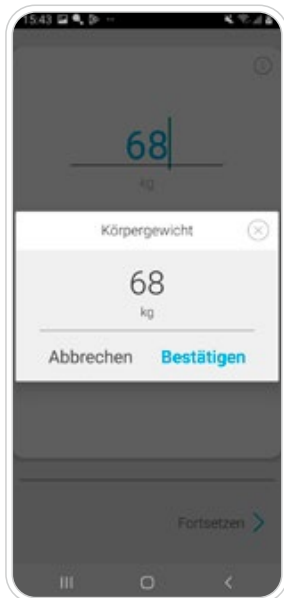 15:43
68
kg
Körpergewicht
68
kg
Abbrechen Bestätigen
Fortsetzen